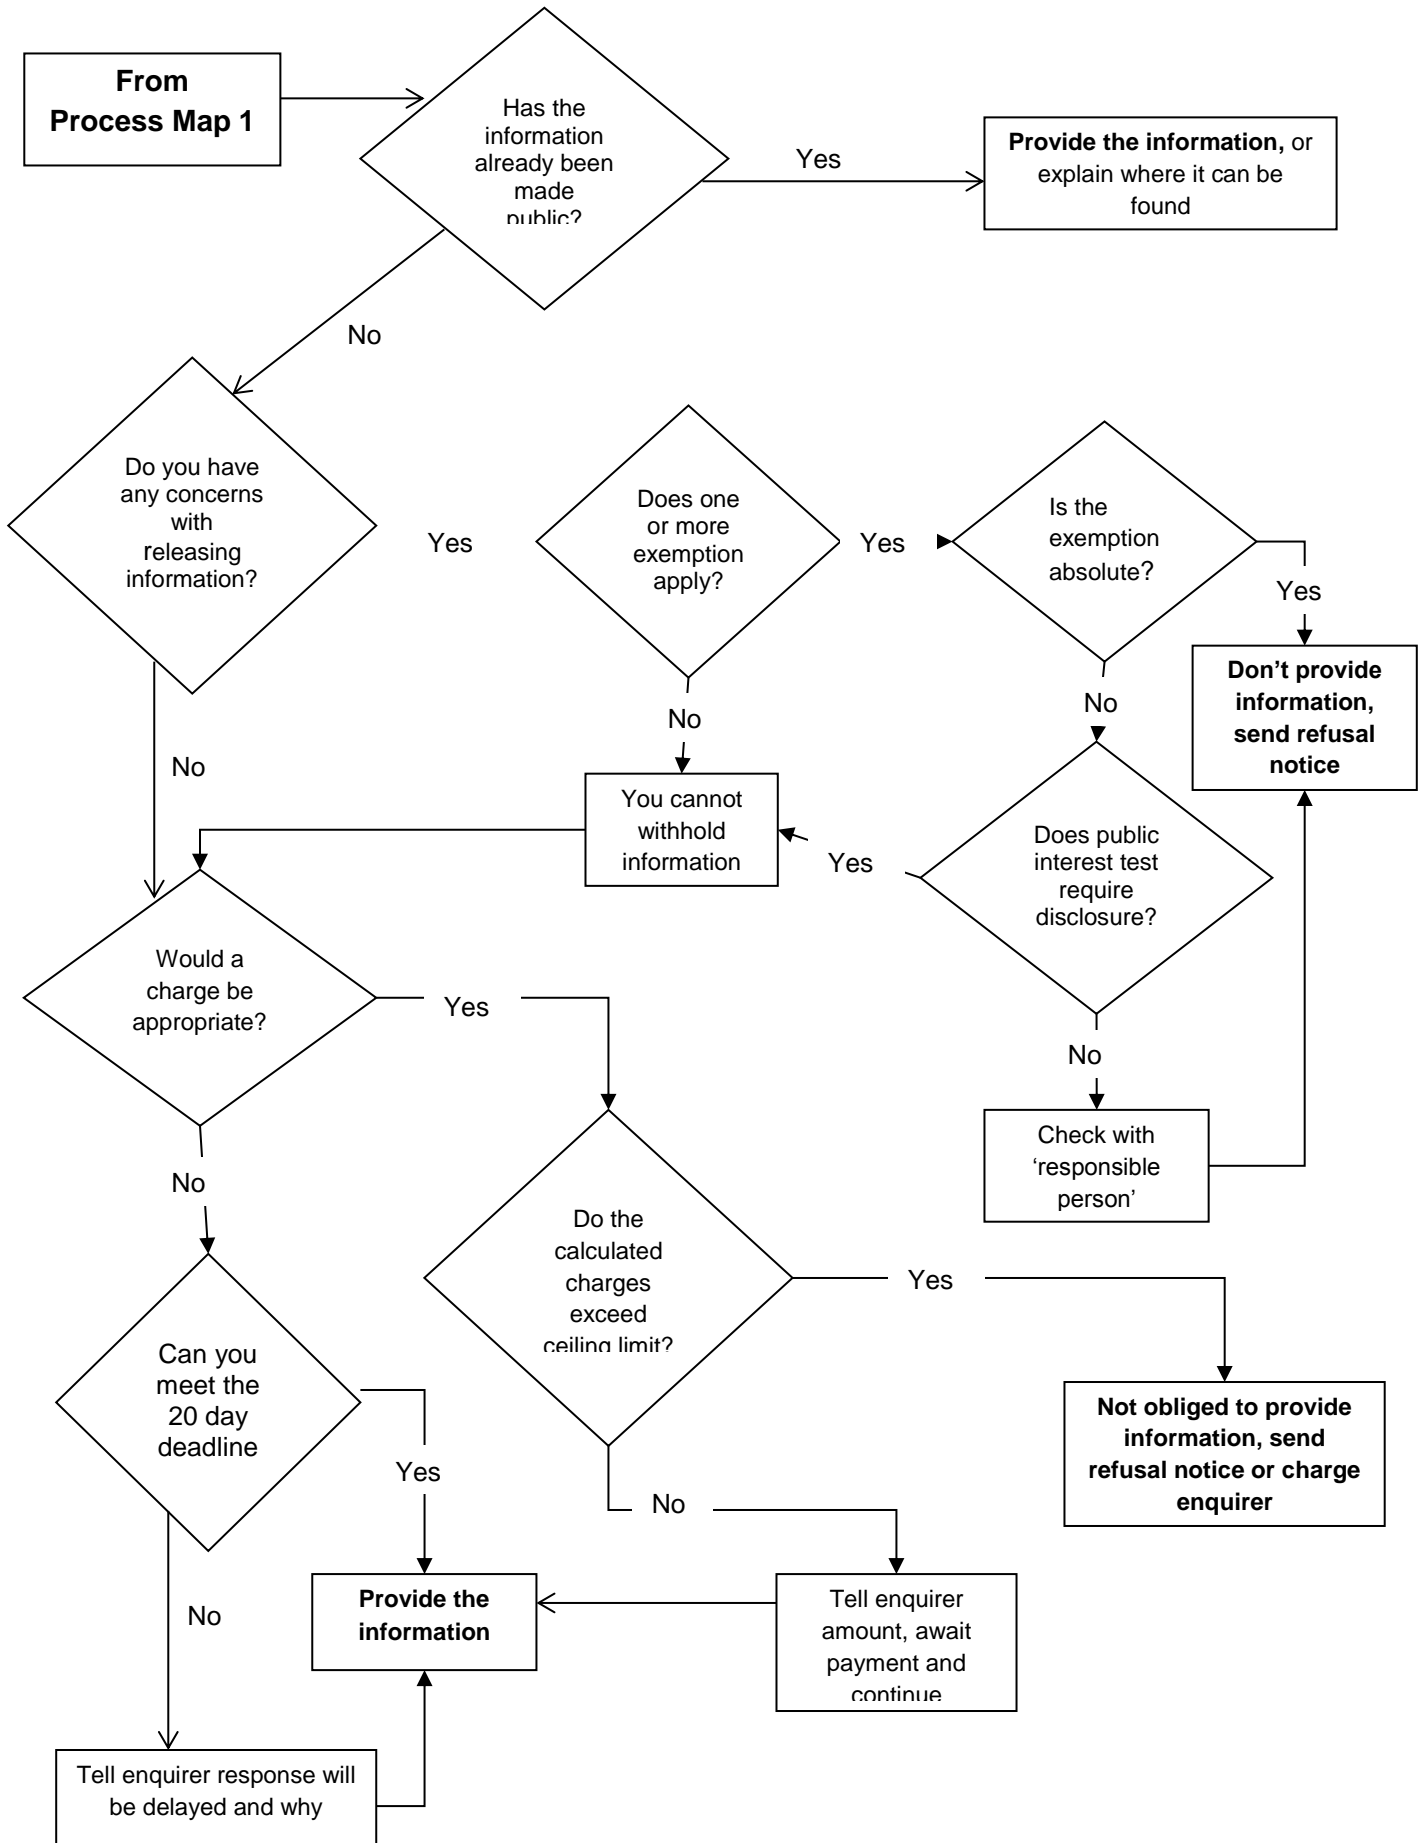 From
Process Map 1
Has the
information
already been
made
public?
Yes
Provide the information, or
explain where it can be
found
No
Do you have
any concerns
with
releasing
information?
Yes
Does one
or more
exemption
apply?
Yes
Is the
exemption
absolute?
Yes
Don’t provide
information,
send refusal
notice
No
No
No
You cannot
withhold
information
Yes
Does public
interest test
require
disclosure?
Would a
charge be
appropriate?
Yes
No
Check with
‘responsible
person’
No
Do the
calculated
charges
exceed
ceiling limit?
Yes
Can you
meet the
20 day
deadline
Not obliged to provide
information, send
refusal notice or charge
enquirer
Yes
No
No
Provide the
information
Tell enquirer
amount, await
payment and
continue
Tell enquirer response will
be delayed and why